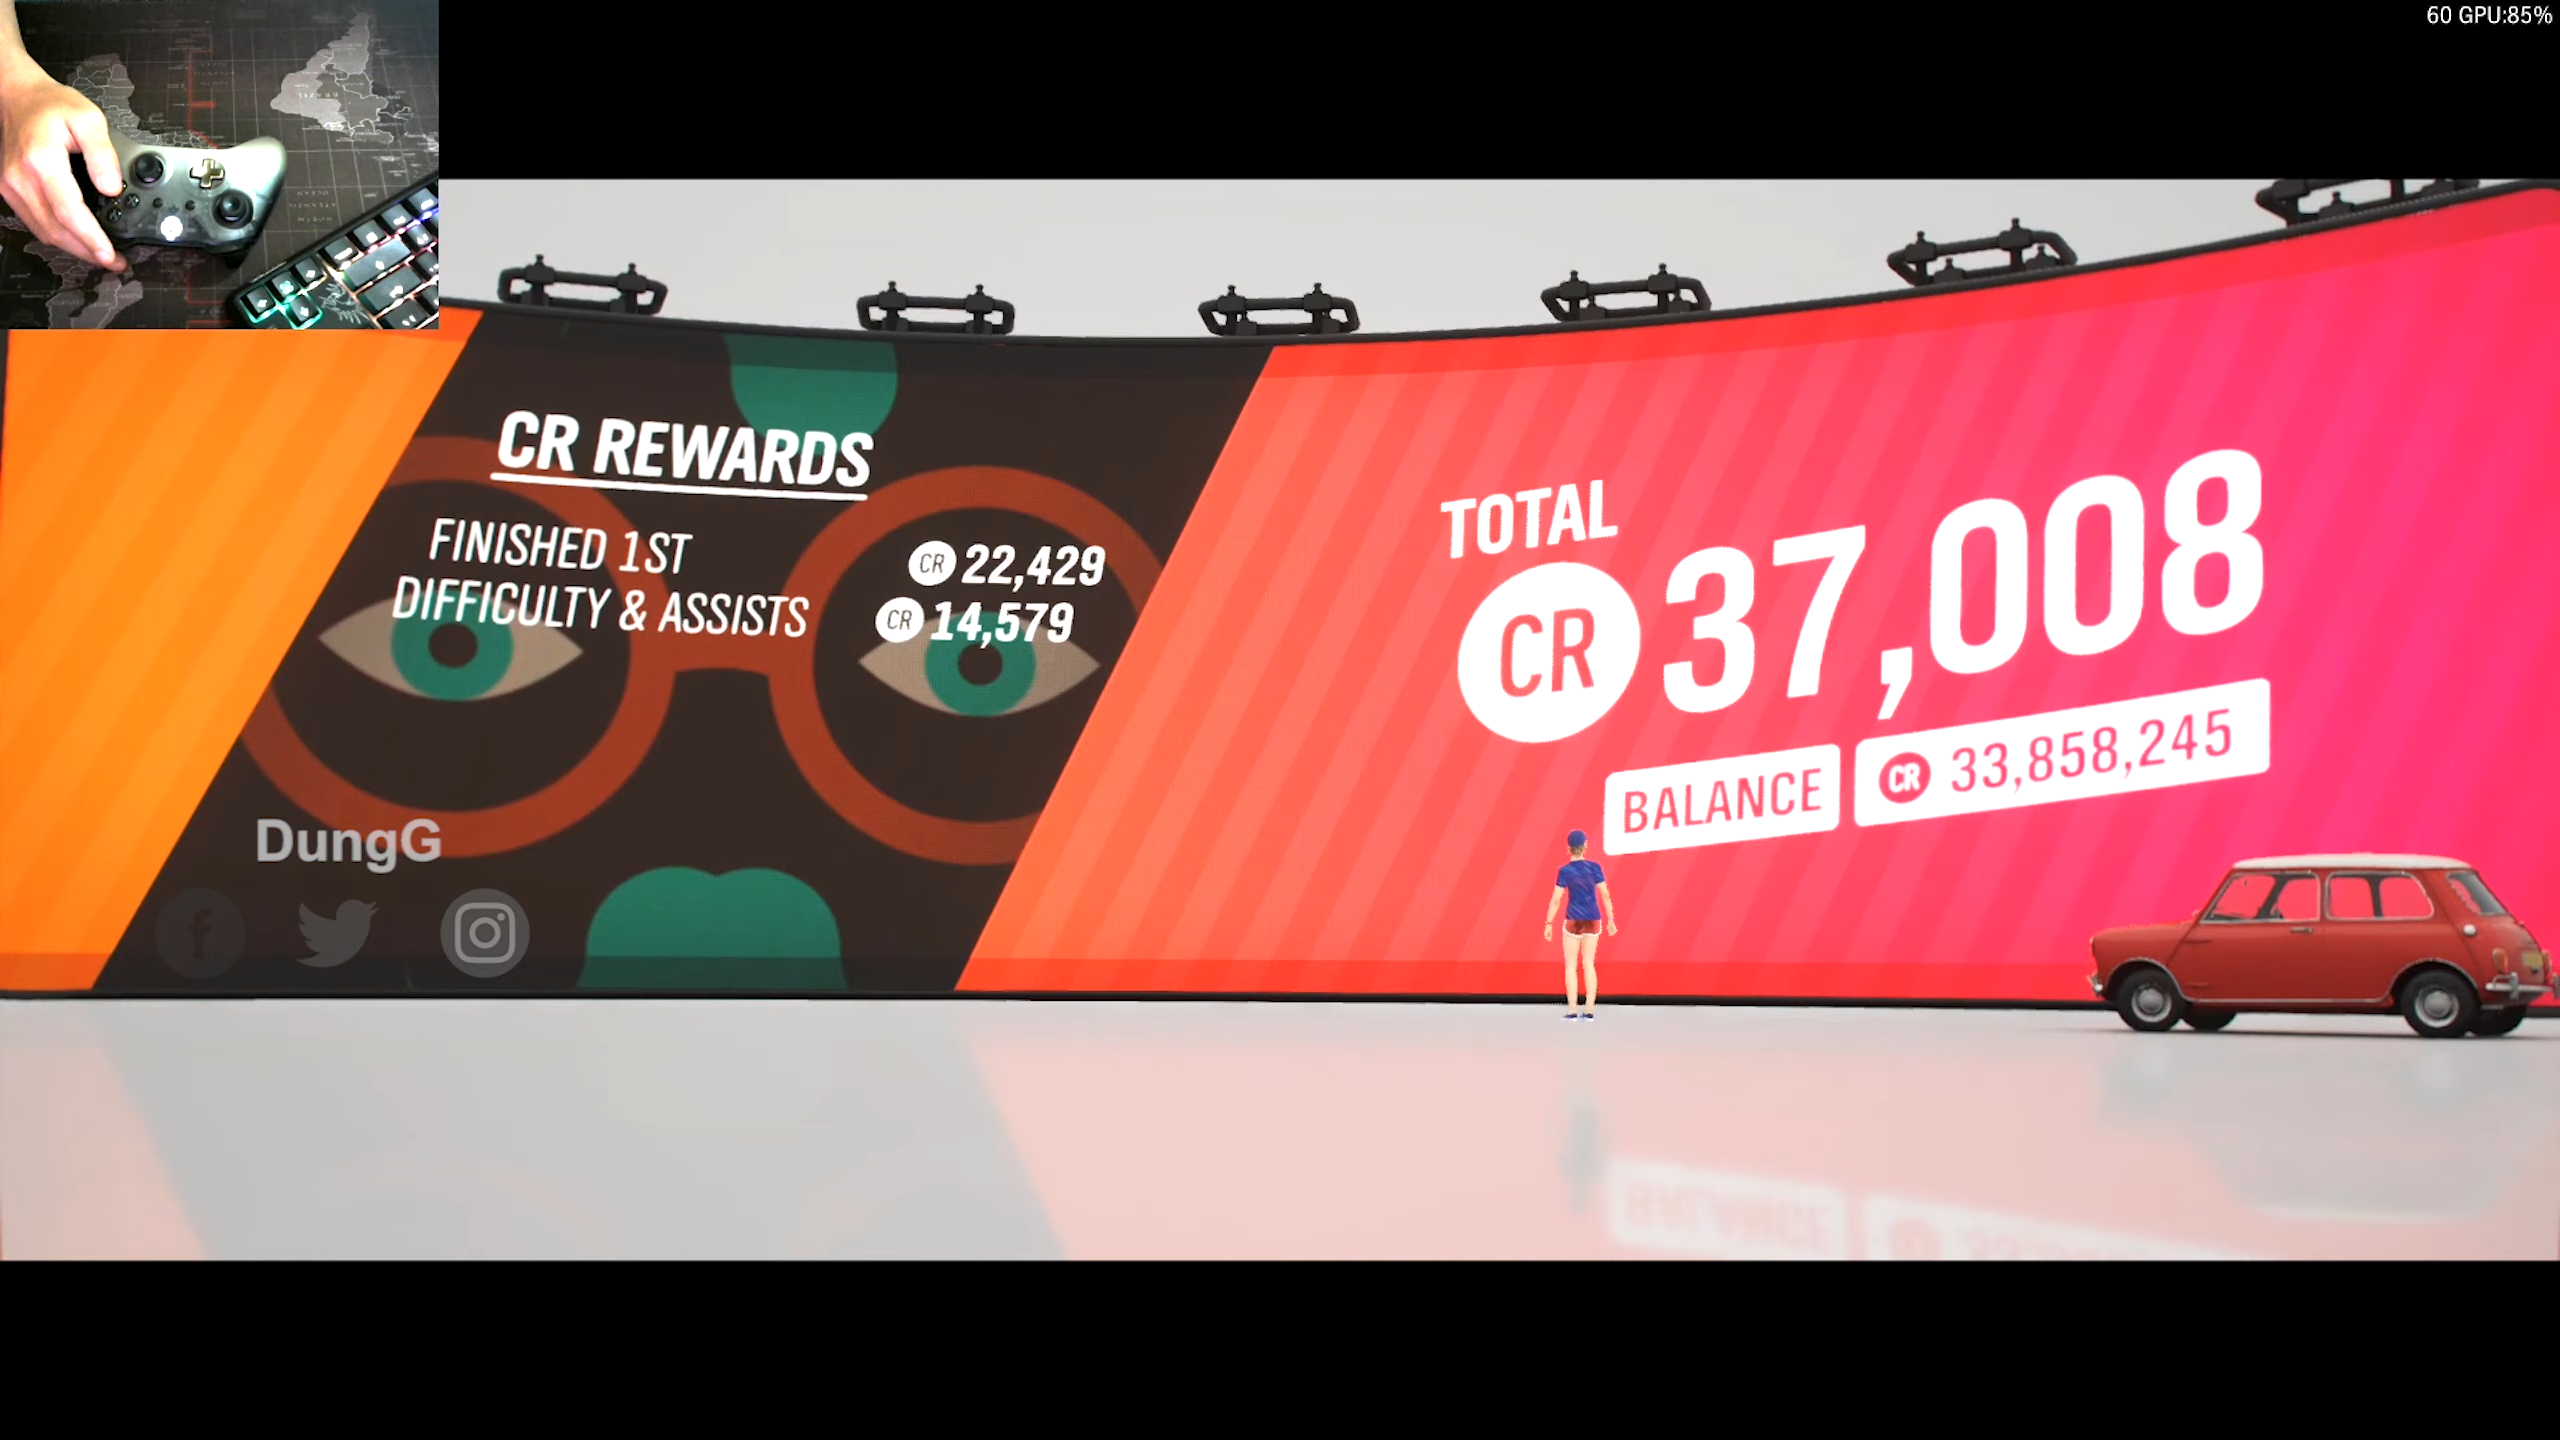 60 GPU:85%
CR REWARDS
FINISHED 1ST
CR 22,429
DIFFICULTY & ASSISTS
CR 14,579
TOTAL
CR 37,008
BALANCE
CR 33,858,245
DungG